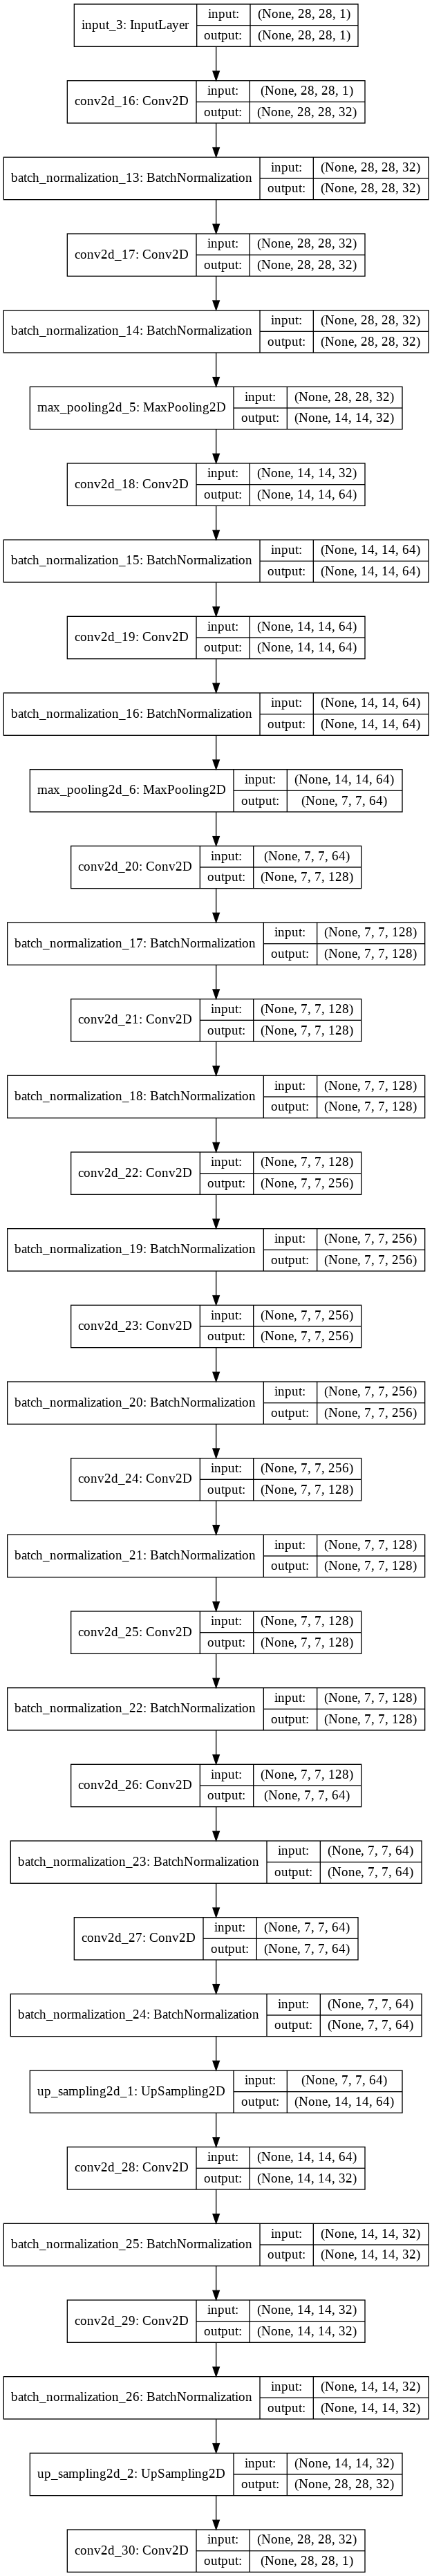 input_3: InputLayer
input: (None, 28, 28, 1)
output: (None, 28, 28, 1)
conv2d_16: Conv2D
input: (None, 28, 28, 1)
output: (None, 28, 28, 32)
batch_normalization_13: BatchNormalization
input: (None, 28, 28, 32)
output: (None, 28, 28, 32)
conv2d_17: Conv2D
input: (None, 28, 28, 32)
output: (None, 28, 28, 32)
batch_normalization_14: BatchNormalization
input: (None, 28, 28, 32)
output: (None, 28, 28, 32)
max_pooling2d_5: MaxPooling2D
input: (None, 28, 28, 32)
output: (None, 14, 14, 32)
conv2d_18: Conv2D
input: (None, 14, 14, 32)
output: (None, 14, 14, 64)
batch_normalization_15: BatchNormalization
input: (None, 14, 14, 64)
output: (None, 14, 14, 64)
conv2d_19: Conv2D
input: (None, 14, 14, 64)
output: (None, 14, 14, 64)
batch_normalization_16: BatchNormalization
input: (None, 14, 14, 64)
output: (None, 14, 14, 64)
max_pooling2d_6: MaxPooling2D
input: (None, 14, 14, 64)
output: (None, 7, 7, 64)
conv2d_20: Conv2D
input: (None, 7, 7, 64)
output: (None, 7, 7, 128)
batch_normalization_17: BatchNormalization
input: (None, 7, 7, 128)
output: (None, 7, 7, 128)
conv2d_21: Conv2D
input: (None, 7, 7, 128)
output: (None, 7, 7, 128)
batch_normalization_18: BatchNormalization
input: (None, 7, 7, 128)
output: (None, 7, 7, 128)
conv2d_22: Conv2D
input: (None, 7, 7, 128)
output: (None, 7, 7, 256)
batch_normalization_19: BatchNormalization
input: (None, 7, 7, 256)
output: (None, 7, 7, 256)
conv2d_23: Conv2D
input: (None, 7, 7, 256)
output: (None, 7, 7, 256)
batch_normalization_20: BatchNormalization
input: (None, 7, 7, 256)
output: (None, 7, 7, 256)
conv2d_24: Conv2D
input: (None, 7, 7, 256)
output: (None, 7, 7, 128)
batch_normalization_21: BatchNormalization
input: (None, 7, 7, 128)
output: (None, 7, 7, 128)
conv2d_25: Conv2D
input: (None, 7, 7, 128)
output: (None, 7, 7, 128)
batch_normalization_22: BatchNormalization
input: (None, 7, 7, 128)
output: (None, 7, 7, 128)
conv2d_26: Conv2D
input: (None, 7, 7, 128)
output: (None, 7, 7, 64)
batch_normalization_23: BatchNormalization
input: (None, 7, 7, 64)
output: (None, 7, 7, 64)
conv2d_27: Conv2D
input: (None, 7, 7, 64)
output: (None, 7, 7, 64)
batch_normalization_24: BatchNormalization
input: (None, 7, 7, 64)
output: (None, 7, 7, 64)
up_sampling2d_1: UpSampling2D
input: (None, 7, 7, 64)
output: (None, 14, 14, 64)
conv2d_28: Conv2D
input: (None, 14, 14, 64)
output: (None, 14, 14, 32)
batch_normalization_25: BatchNormalization
input: (None, 14, 14, 32)
output: (None, 14, 14, 32)
conv2d_29: Conv2D
input: (None, 14, 14, 32)
output: (None, 14, 14, 32)
batch_normalization_26: BatchNormalization
input: (None, 14, 14, 32)
output: (None, 14, 14, 32)
up_sampling2d_2: UpSampling2D
input: (None, 14, 14, 32)
output: (None, 28, 28, 32)
conv2d_30: Conv2D
input: (None, 28, 28, 32)
output: (None, 28, 28, 1)